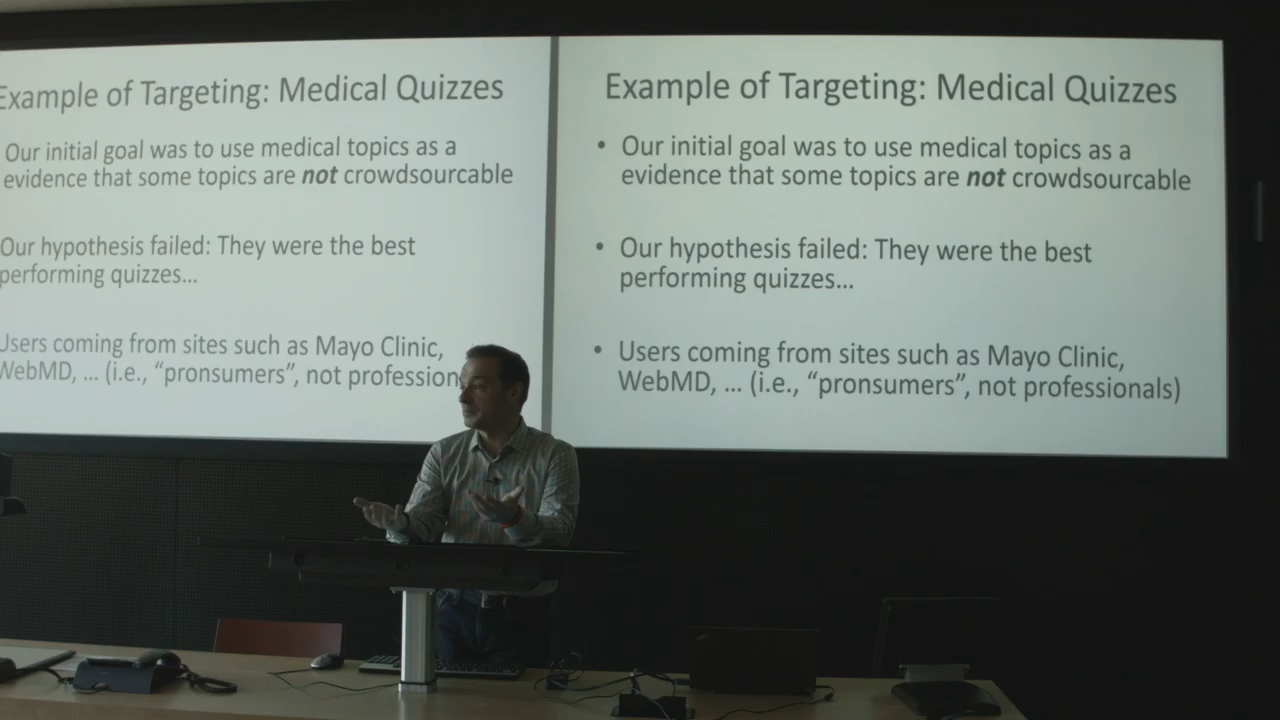 Example of Targeting: Medical Quizzes
Our initial goal was to use medical topics as a
evidence that some topics are not crowdsourcable
Our hypothesis failed: They were the best
performing quizzes...
Users coming from sites such as Mayo Clinic,
WebMD, ... (i.e., "pronsumers", not profession
Example of Targeting: Medical Quizzes
• Our initial goal was to use medical topics as a
evidence that some topics are not crowdsourcable
• Our hypothesis failed: They were the best
performing quizzes...
• Users coming from sites such as Mayo Clinic,
WebMD, ... (i.e., "pronsumers", not professionals)